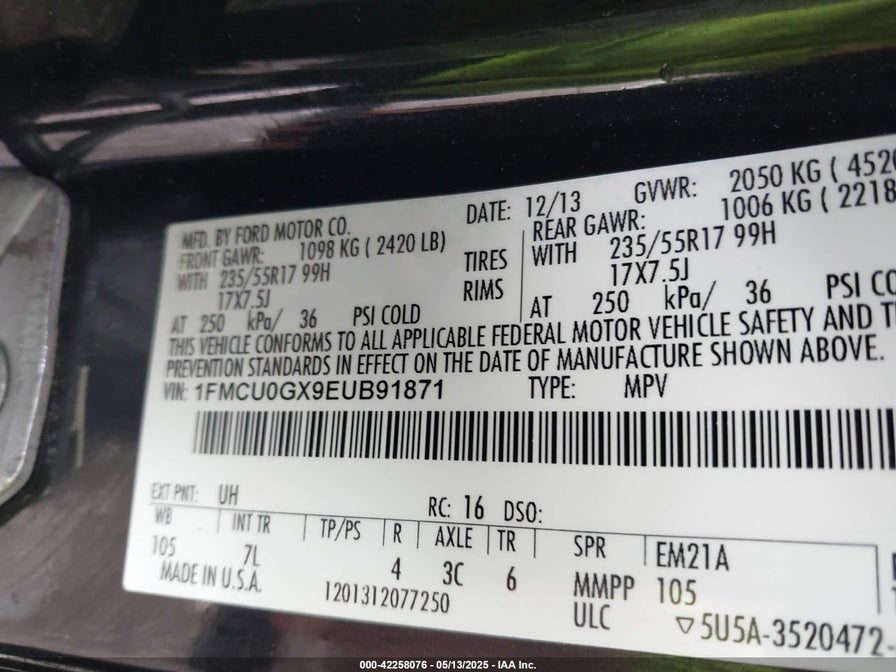 MFD. BY FORD MOTOR CO.
DATE: 12/13
GVWR: 2050 KG ( 4520
FRONT GAWR: 1098 KG ( 2420 LB)
REAR GAWR: 1006 KG ( 2218
WITH 235/55R17 99H
TIRES
WITH 235/55R17 99H
17X7.5J
RIMS
17X7.5J
AT 250 kPa/ 36 PSI COLD
AT 250 kPa/ 36 PSI CO
THIS VEHICLE CONFORMS TO ALL APPLICABLE FEDERAL MOTOR VEHICLE SAFETY AND T
PREVENTION STANDARDS IN EFFECT ON THE DATE OF MANUFACTURE SHOWN ABOVE.
VIN: 1FMCU0GX9EUB91871 TYPE: MPV
EXT PNT: UH RC: 16 DSO:
WB INT TR TP/PS R AXLE TR SPR EM21A
105 7L 4 3C 6 MMPP 105
MADE IN U.S.A. 1201312077250 ULC ▽5U5A-3520472
000-42258076 — 05/13/2025 - IAA Inc.